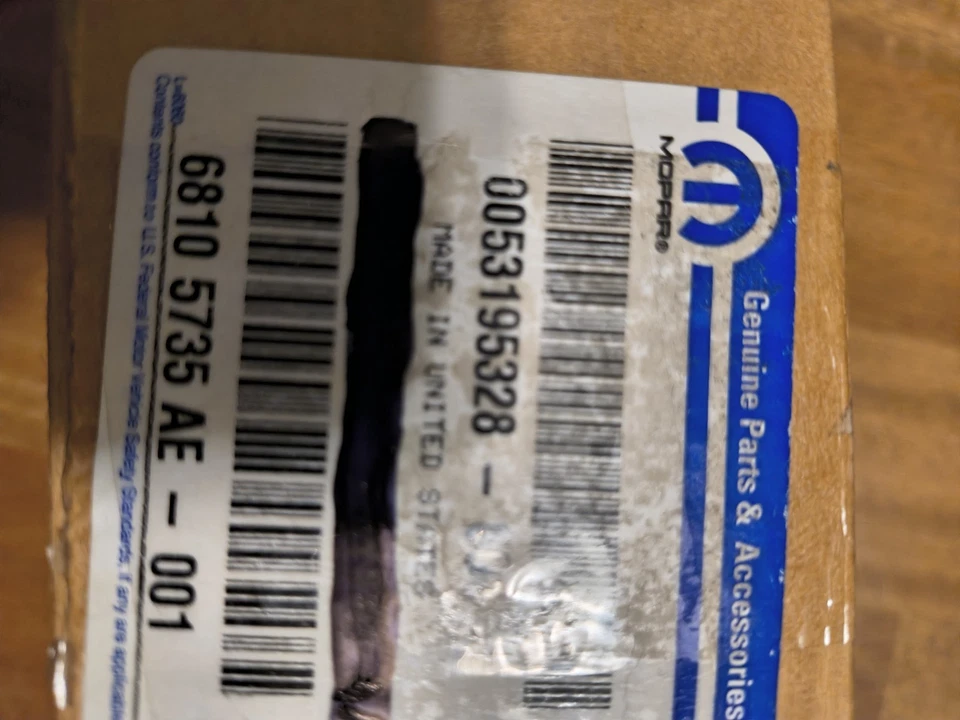 Genuine Parts & Accessories
MOPAR®
0053195328 -
MADE IN UNITED STATES
6810 5735 AE - 001
Contents conform to U.S. Federal Motor Vehicle Safety Standards, if any are applicable